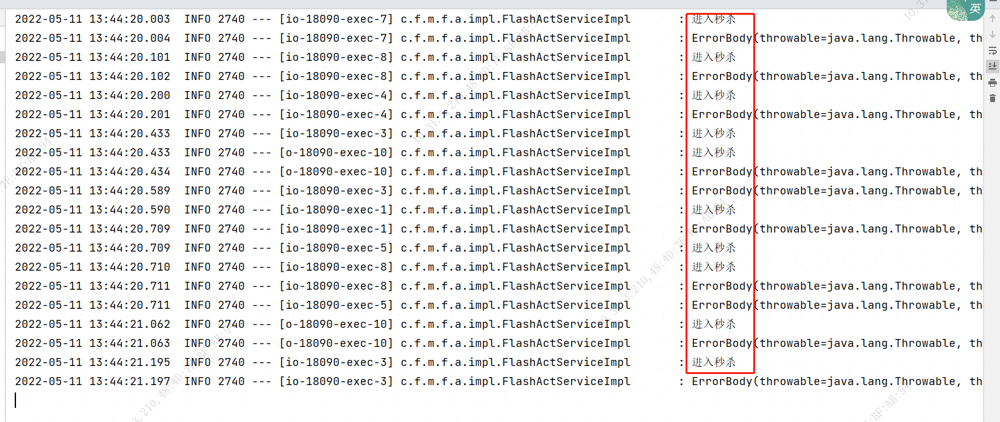 2022-05-11 13:44:20.003  INFO 2740 --- [io-18090-exec-7] c.f.m.f.a.impl.FlashActServiceImpl       : 进入秒杀
2022-05-11 13:44:20.004  INFO 2740 --- [io-18090-exec-7] c.f.m.f.a.impl.FlashActServiceImpl       : ErrorBody(throwable=java.lang.Throwable, th
2022-05-11 13:44:20.101  INFO 2740 --- [io-18090-exec-8] c.f.m.f.a.impl.FlashActServiceImpl       : 进入秒杀
2022-05-11 13:44:20.102  INFO 2740 --- [io-18090-exec-8] c.f.m.f.a.impl.FlashActServiceImpl       : ErrorBody(throwable=java.lang.Throwable, th
2022-05-11 13:44:20.200  INFO 2740 --- [io-18090-exec-4] c.f.m.f.a.impl.FlashActServiceImpl       : 进入秒杀
2022-05-11 13:44:20.201  INFO 2740 --- [io-18090-exec-4] c.f.m.f.a.impl.FlashActServiceImpl       : ErrorBody(throwable=java.lang.Throwable, th
2022-05-11 13:44:20.433  INFO 2740 --- [io-18090-exec-3] c.f.m.f.a.impl.FlashActServiceImpl       : 进入秒杀
2022-05-11 13:44:20.433  INFO 2740 --- [o-18090-exec-10] c.f.m.f.a.impl.FlashActServiceImpl       : 进入秒杀
2022-05-11 13:44:20.434  INFO 2740 --- [o-18090-exec-10] c.f.m.f.a.impl.FlashActServiceImpl       : ErrorBody(throwable=java.lang.Throwable, th
2022-05-11 13:44:20.589  INFO 2740 --- [io-18090-exec-3] c.f.m.f.a.impl.FlashActServiceImpl       : ErrorBody(throwable=java.lang.Throwable, th
2022-05-11 13:44:20.590  INFO 2740 --- [io-18090-exec-1] c.f.m.f.a.impl.FlashActServiceImpl       : 进入秒杀
2022-05-11 13:44:20.709  INFO 2740 --- [io-18090-exec-1] c.f.m.f.a.impl.FlashActServiceImpl       : ErrorBody(throwable=java.lang.Throwable, th
2022-05-11 13:44:20.709  INFO 2740 --- [io-18090-exec-5] c.f.m.f.a.impl.FlashActServiceImpl       : 进入秒杀
2022-05-11 13:44:20.710  INFO 2740 --- [io-18090-exec-8] c.f.m.f.a.impl.FlashActServiceImpl       : 进入秒杀
2022-05-11 13:44:20.711  INFO 2740 --- [io-18090-exec-8] c.f.m.f.a.impl.FlashActServiceImpl       : ErrorBody(throwable=java.lang.Throwable, th
2022-05-11 13:44:20.711  INFO 2740 --- [io-18090-exec-5] c.f.m.f.a.impl.FlashActServiceImpl       : ErrorBody(throwable=java.lang.Throwable, th
2022-05-11 13:44:21.062  INFO 2740 --- [o-18090-exec-10] c.f.m.f.a.impl.FlashActServiceImpl       : 进入秒杀
2022-05-11 13:44:21.063  INFO 2740 --- [o-18090-exec-10] c.f.m.f.a.impl.FlashActServiceImpl       : ErrorBody(throwable=java.lang.Throwable, th
2022-05-11 13:44:21.195  INFO 2740 --- [io-18090-exec-3] c.f.m.f.a.impl.FlashActServiceImpl       : 进入秒杀
2022-05-11 13:44:21.197  INFO 2740 --- [io-18090-exec-3] c.f.m.f.a.impl.FlashActServiceImpl       : ErrorBody(throwable=java.lang.Throwable, th
英